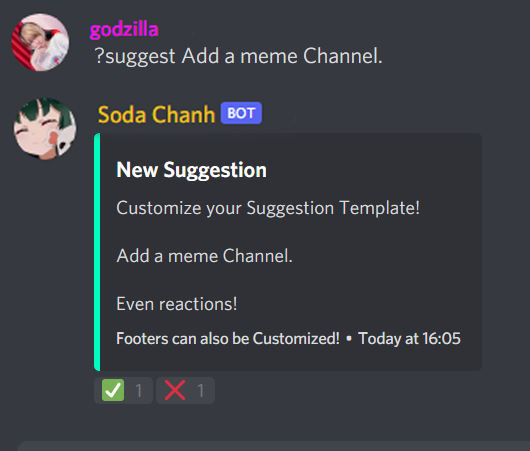 godzilla
?suggest Add a meme Channel.
Soda Chanh BOT
New Suggestion
Customize your Suggestion Template!
Add a meme Channel.
Even reactions!
Footers can also be Customized! • Today at 16:05
✅ 1 ❌ 1